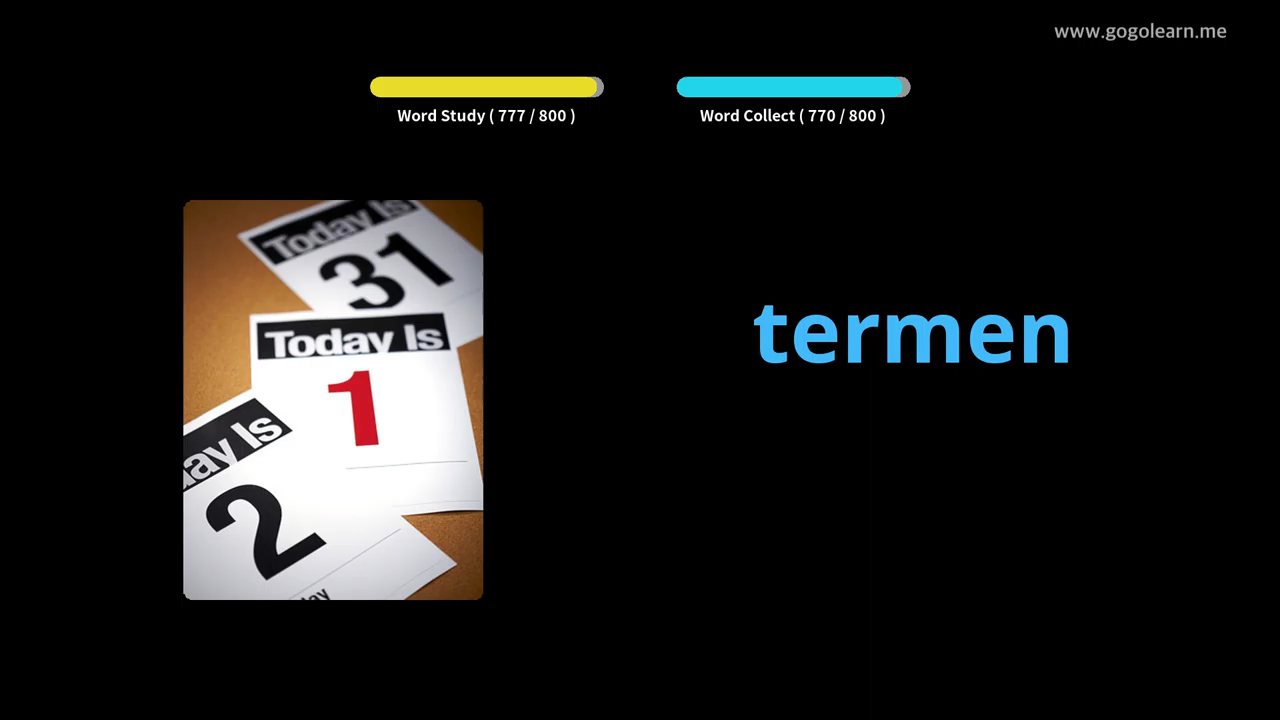 www.gogolearn.me
Word Study ( 777 / 800 )
Word Collect ( 770 / 800 )
Today Is
31
Today Is
1
ay Is
2
ay
termen